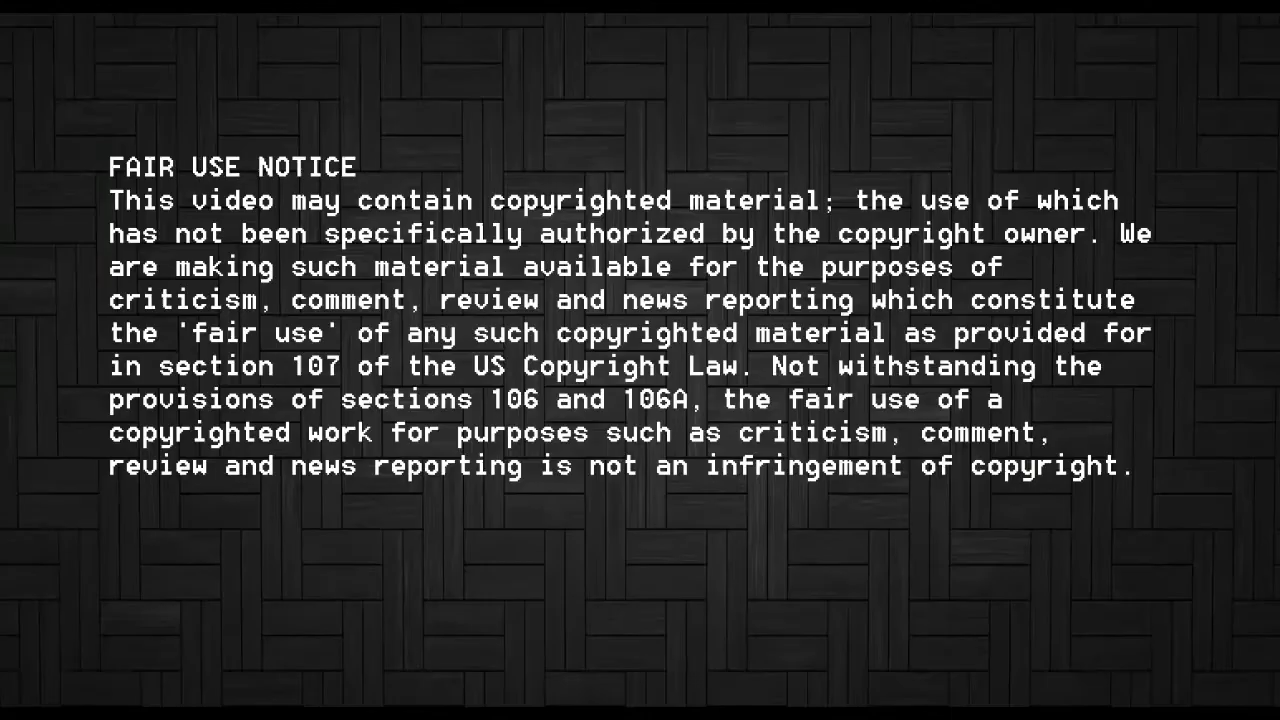 FAIR USE NOTICE
This video may contain copyrighted material; the use of which
has not been specifically authorized by the copyright owner. We
are making such material available for the purposes of
criticism, comment, review and news reporting which constitute
the 'fair use' of any such copyrighted material as provided for
in section 107 of the US Copyright Law. Not withstanding the
provisions of sections 106 and 106A, the fair use of a
copyrighted work for purposes such as criticism, comment,
review and news reporting is not an infringement of copyright.